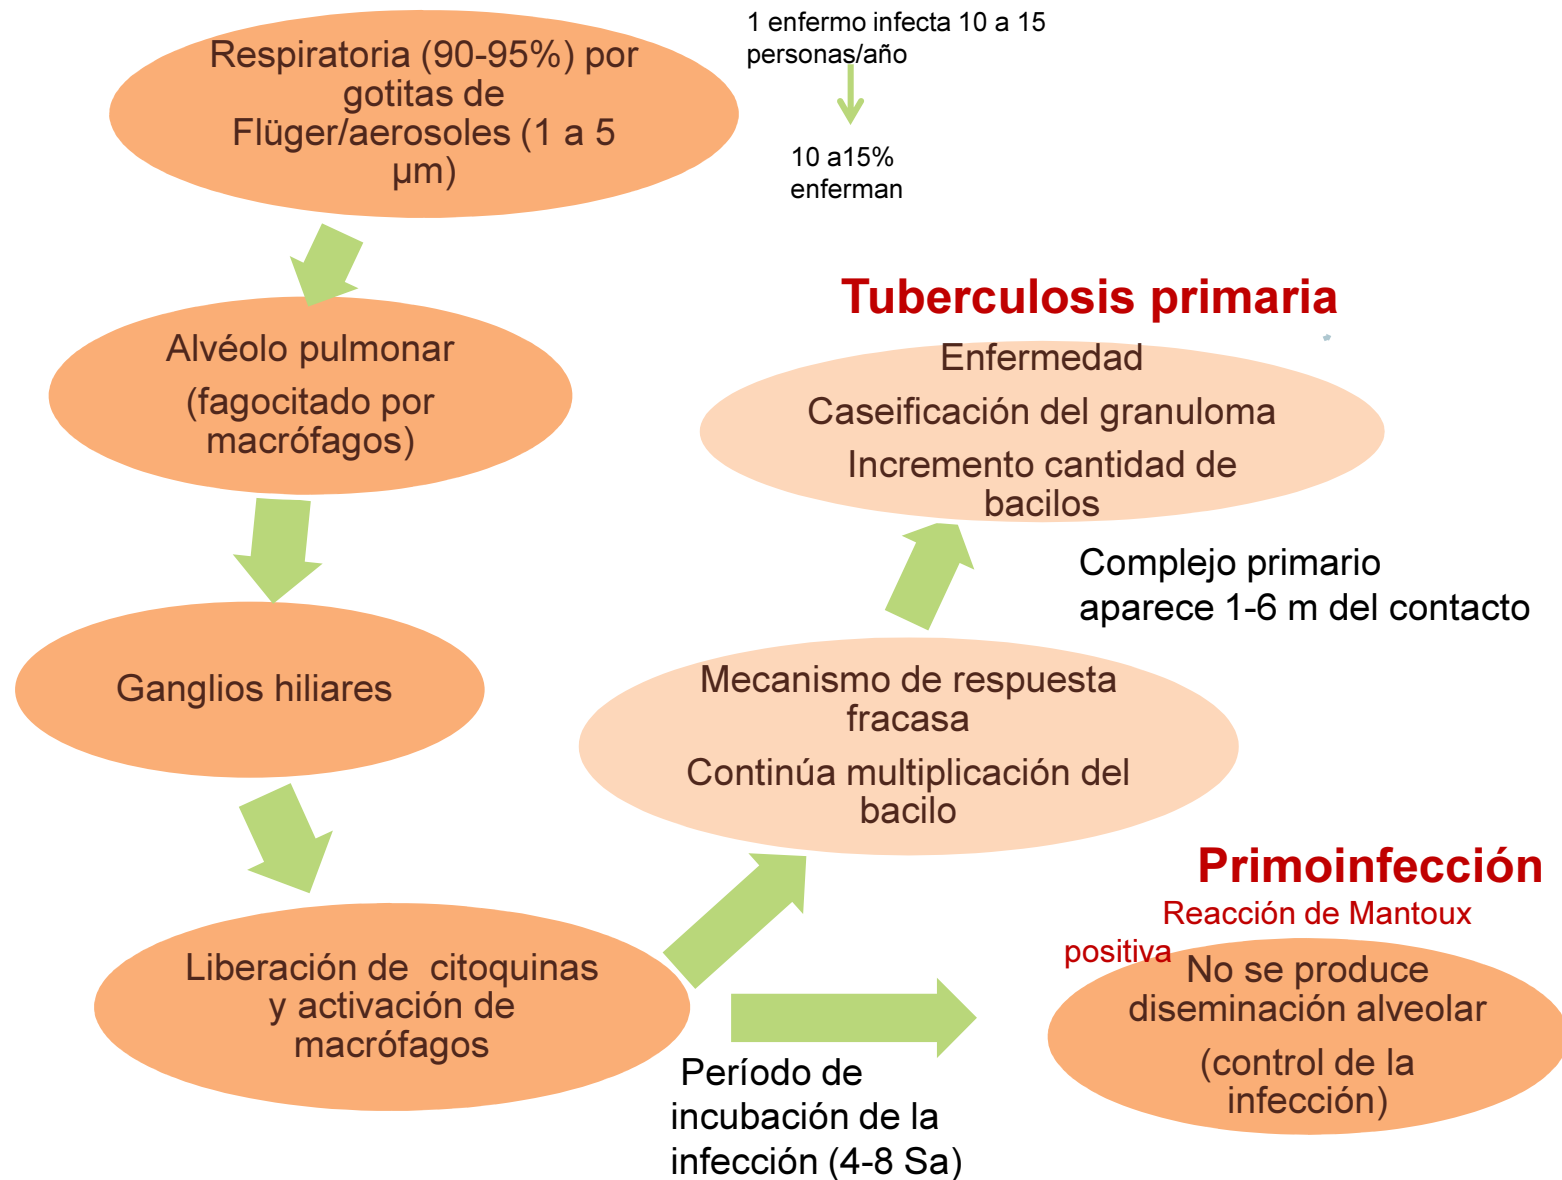 Respiratoria (90-95%) por
gotitas de
Flüger/aerosoles (1 a 5
µm)
1 enfermo infecta 10 a 15
personas/año
10 a15%
enferman
Alvéolo pulmonar
(fagocitado por
macrófagos)
Ganglios hiliares
Liberación de citoquinas
y activación de
macrófagos
Tuberculosis primaria
Enfermedad
Caseificación del granuloma
Incremento cantidad de
bacilos
Complejo primario
aparece 1-6 m del contacto
Mecanismo de respuesta
fracasa
Continúa multiplicación del
bacilo
Primoinfección
Reacción de Mantoux
positiva
No se produce
diseminación alveolar
(control de la
infección)
Período de
incubación de la
infección (4-8 Sa)